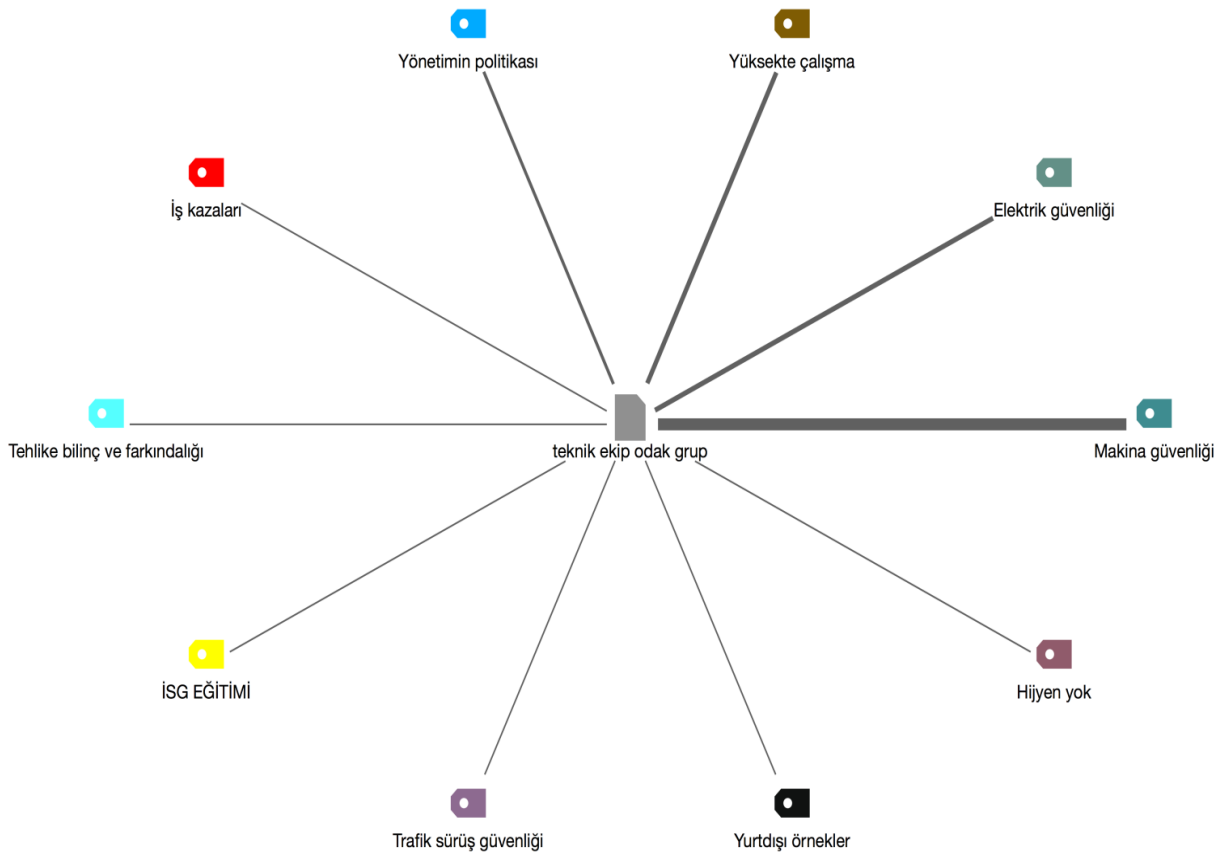 Yönetimin politikası
Yüksekte çalışma
İş kazaları
Elektrik güvenliği
Tehlike bilinç ve farkındalığı
teknik ekip odak grup
Makina güvenliği
İSG EĞİTİMİ
Hijyen yok
Trafik sürüş güvenliği
Yurtdışı örnekler